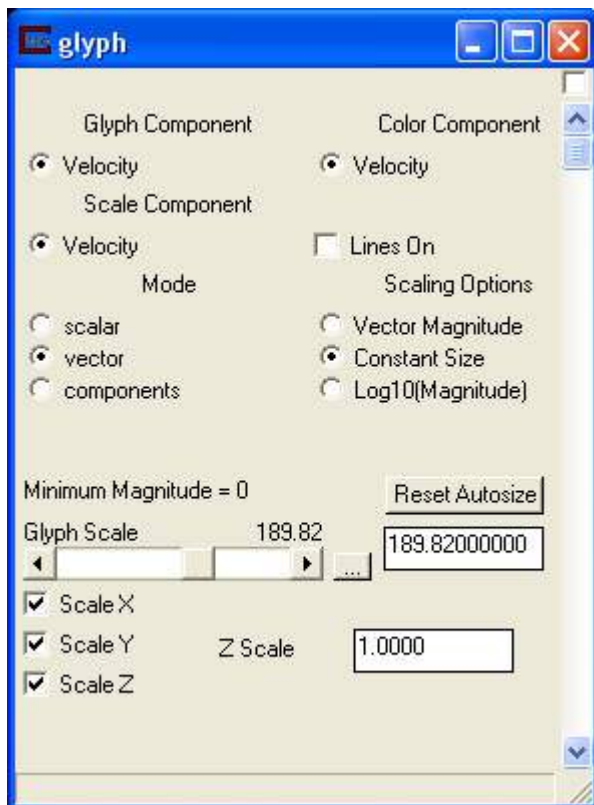 glyph
Glyph Component Color Component
Velocity Velocity
Scale Component
Velocity Lines On
Mode Scaling Options
scalar Vector Magnitude
vector Constant Size
components Log10(Magnitude)
Minimum Magnitude = 0 Reset Autosize
Glyph Scale 189.82 189.82000000
...
Scale X
Scale Y Z Scale 1.0000
Scale Z